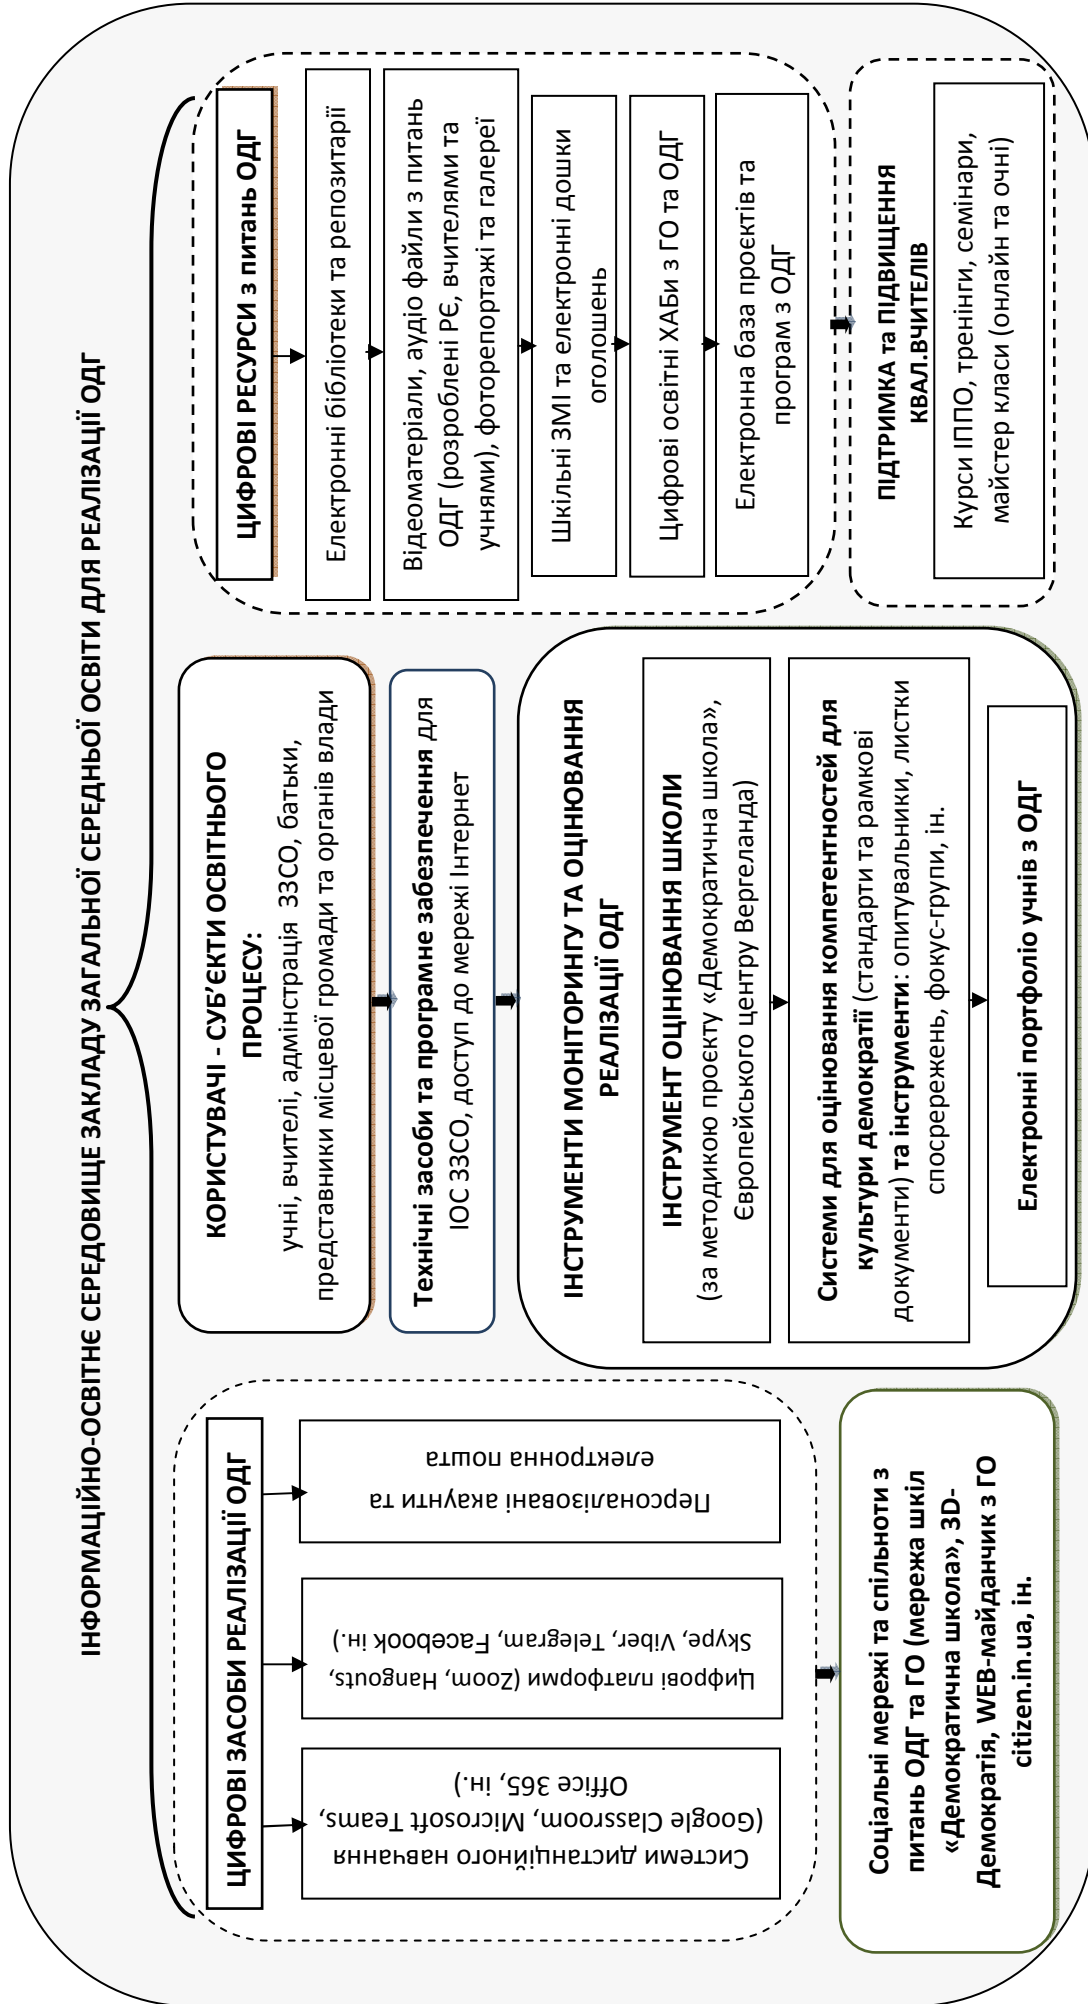 ІНФОРМАЦІЙНО-ОСВІТНЄ СЕРЕДОВИЩЕ ЗАКЛАДУ ЗАГАЛЬНОЇ СЕРЕДНЬОЇ ОСВІТИ ДЛЯ РЕАЛІЗАЦІЇ ОДГ
ЦИФРОВІ ЗАСОБИ РЕАЛІЗАЦІЇ ОДГ
Системи дистанційного навчання
(Google Classroom, Microsoft Teams,
Office 365, ін.)
Цифрові платформи (Zoom, Hangouts,
Skype, Viber, Telegram, Facebook ін.)
Персоналізовані акаунти та
електронна пошта
Соціальні мережі та спільноти з
питань ОДГ та ГО (мережа шкіл
«Демократична школа», 3D-
Демократія, WEB-майданчик з ГО
citizen.in.ua, ін.
КОРИСТУВАЧІ - СУБ’ЄКТИ ОСВІТНЬОГО
ПРОЦЕСУ:
учні, вчителі, адміністрація ЗЗСО, батьки,
представники місцевої громади та органів влади
Технічні засоби та програмне забезпечення для
ІОС ЗЗСО, доступ до мережі Інтернет
ІНСТРУМЕНТИ МОНІТОРИНГУ ТА ОЦІНЮВАННЯ
РЕАЛІЗАЦІЇ ОДГ
ІНСТРУМЕНТ ОЦІНЮВАННЯ ШКОЛИ
(за методикою проєкту «Демократична школа»,
Європейського центру Вергеланда)
Системи для оцінювання компетентностей для
культури демократії (стандарти та рамкові
документи) та інструменти: опитувальники, листки
спосрережень, фокус-групи, ін.
Електронні портфоліо учнів з ОДГ
ЦИФРОВІ РЕСУРСИ з питань ОДГ
Електронні бібліотеки та репозитарії
Відеоматеріали, аудіо файли з питань
ОДГ (розроблені РЄ, вчителями та
учнями), фоторепортажі та галереї
Шкільні ЗМІ та електронні дошки
оголошень
Цифрові освітні ХАБи з ГО та ОДГ
Електронна база проєктів та
програм з ОДГ
ПІДТРИМКА та ПІДВИЩЕННЯ
КВАЛ.ВЧИТЕЛІВ
Курси ІППО, тренінги, семінари,
майстер класи (онлайн та очні)